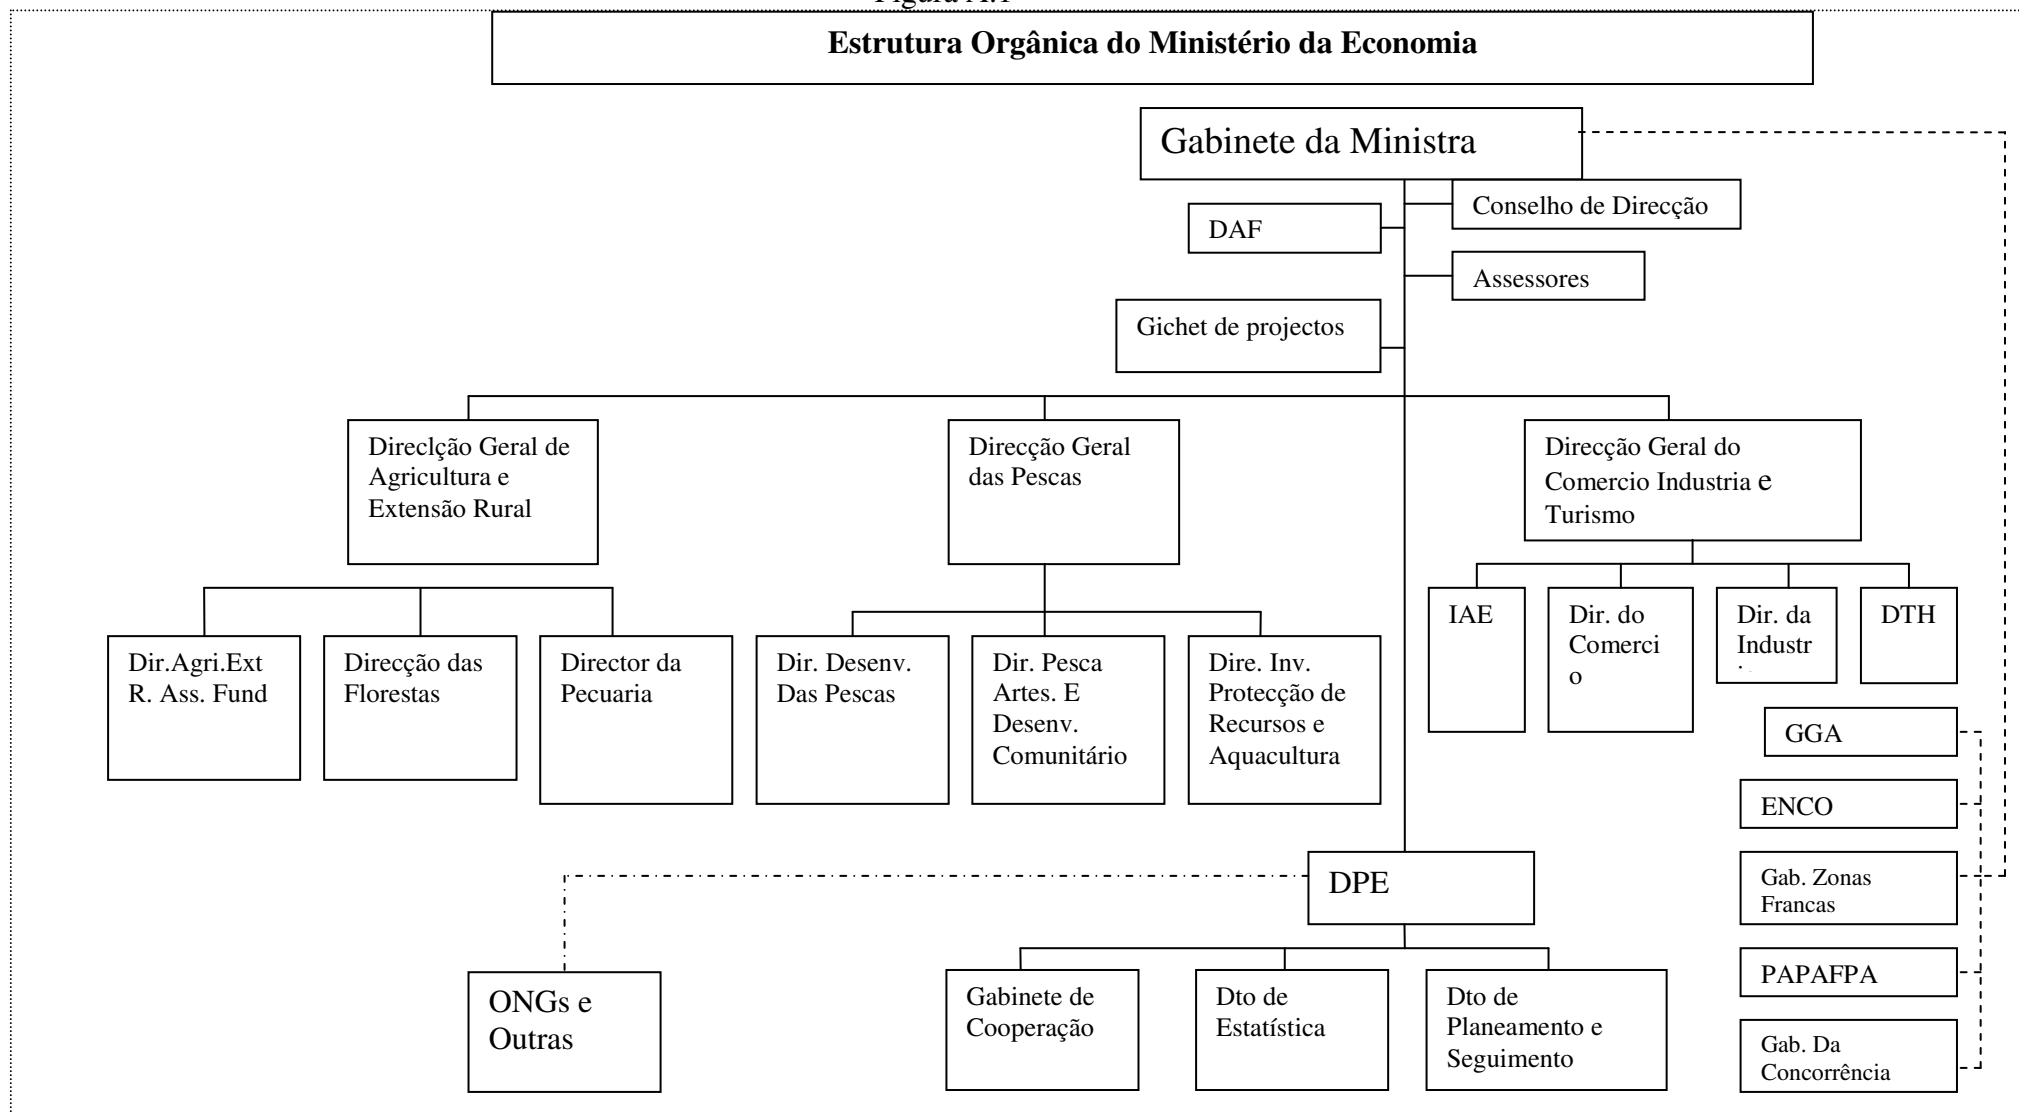 Figura A.1
Estrutura Orgânica do Ministério da Economia
Gabinete da Ministra
Conselho de Direcção
DAF
Assessores
Gichet de projectos
Direclção Geral de
Agricultura e
Extensão Rural
Direcção Geral
das Pescas
Direcção Geral do
Comercio Industria e
Turismo
IAE
Dir. do
Comerci
o
Dir. da
Industr
DTH
Dir.Agri.Ext
R. Ass. Fund
Direcção das
Florestas
Director da
Pecuaria
Dir. Desenv.
Das Pescas
Dir. Pesca
Artes. E
Desenv.
Comunitário
Dire. Inv.
Protecção de
Recursos e
Aquacultura
GGA
ENCO
Gab. Zonas
Francas
PAPAFPA
Gab. Da
Concorrência
DPE
ONGs e
Outras
Gabinete de
Cooperação
Dto de
Estatística
Dto de
Planeamento e
Seguimento